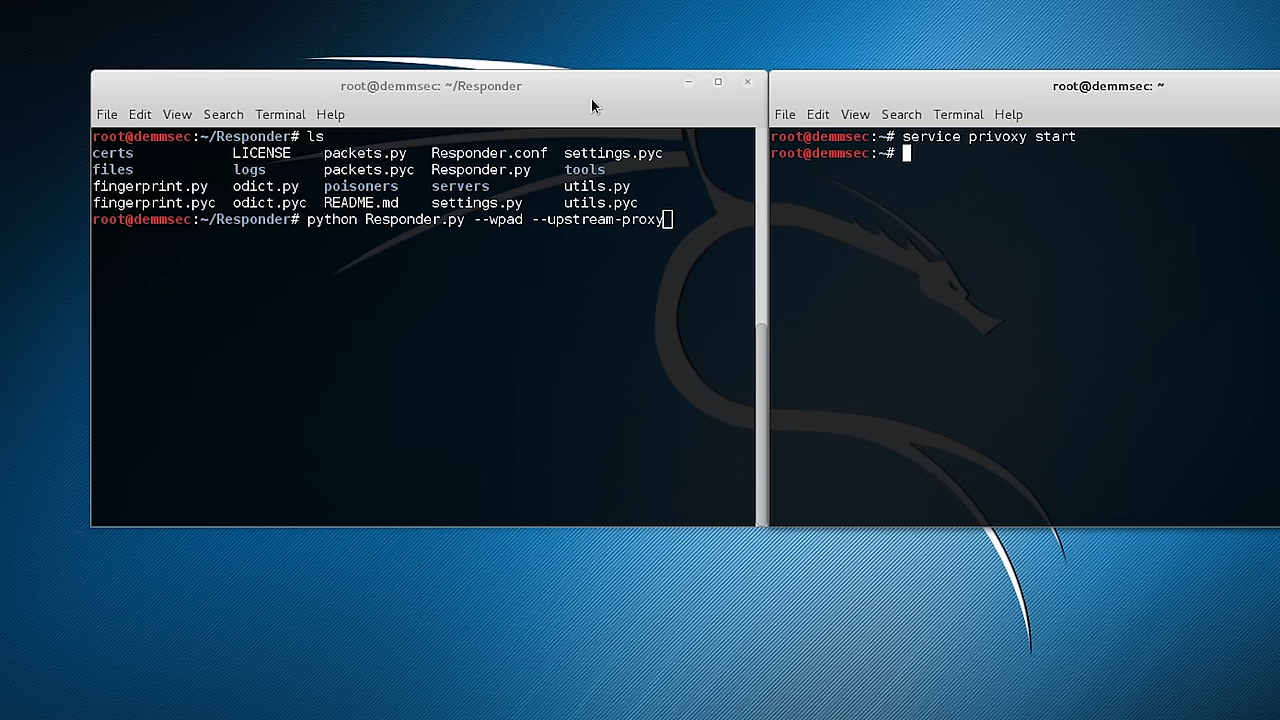 root@demmsec: ~/Responder
File Edit View Search Terminal Help
root@demmsec:~/Responder# ls
certs LICENSE packets.py Responder.conf settings.pyc
files logs packets.pyc Responder.py tools
fingerprint.py odict.py poisoners servers utils.py
fingerprint.pyc odict.pyc README.md settings.py utils.pyc
root@demmsec:~/Responder# python Responder.py --wpad --upstream-proxy
root@demmsec: ~
File Edit View Search Terminal Help
root@demmsec:~# service privoxy start
root@demmsec:~#